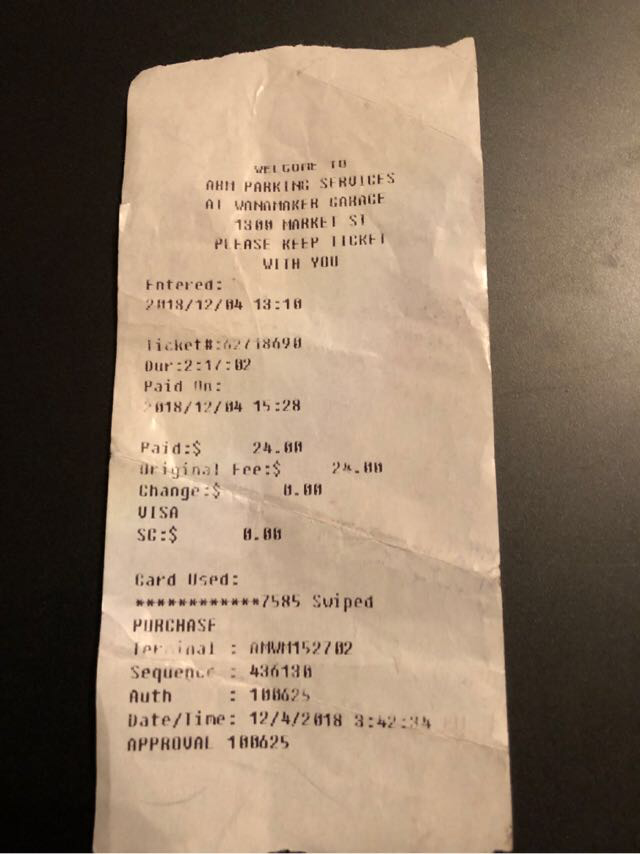 WELCOME TO
ABM PARKING SERVICES
AT WANAMAKER GARAGE
1300 MARKET ST
PLEASE KEEP TICKET
WITH YOU
Entered:
2018/12/04 13:10
Ticket#:62718690
Dur:2:17:02
Paid On:
2018/12/04 15:28
Paid:$ 24.00
Original Fee:$ 24.00
Change:$ 0.00
VISA
SC:$ 0.00
Card Used:
************7585 Swiped
PURCHASE
Terminal : AMWM152702
Sequence : 436130
Auth : 100625
Date/Time: 12/4/2018 3:42:34
APPROVAL 100625